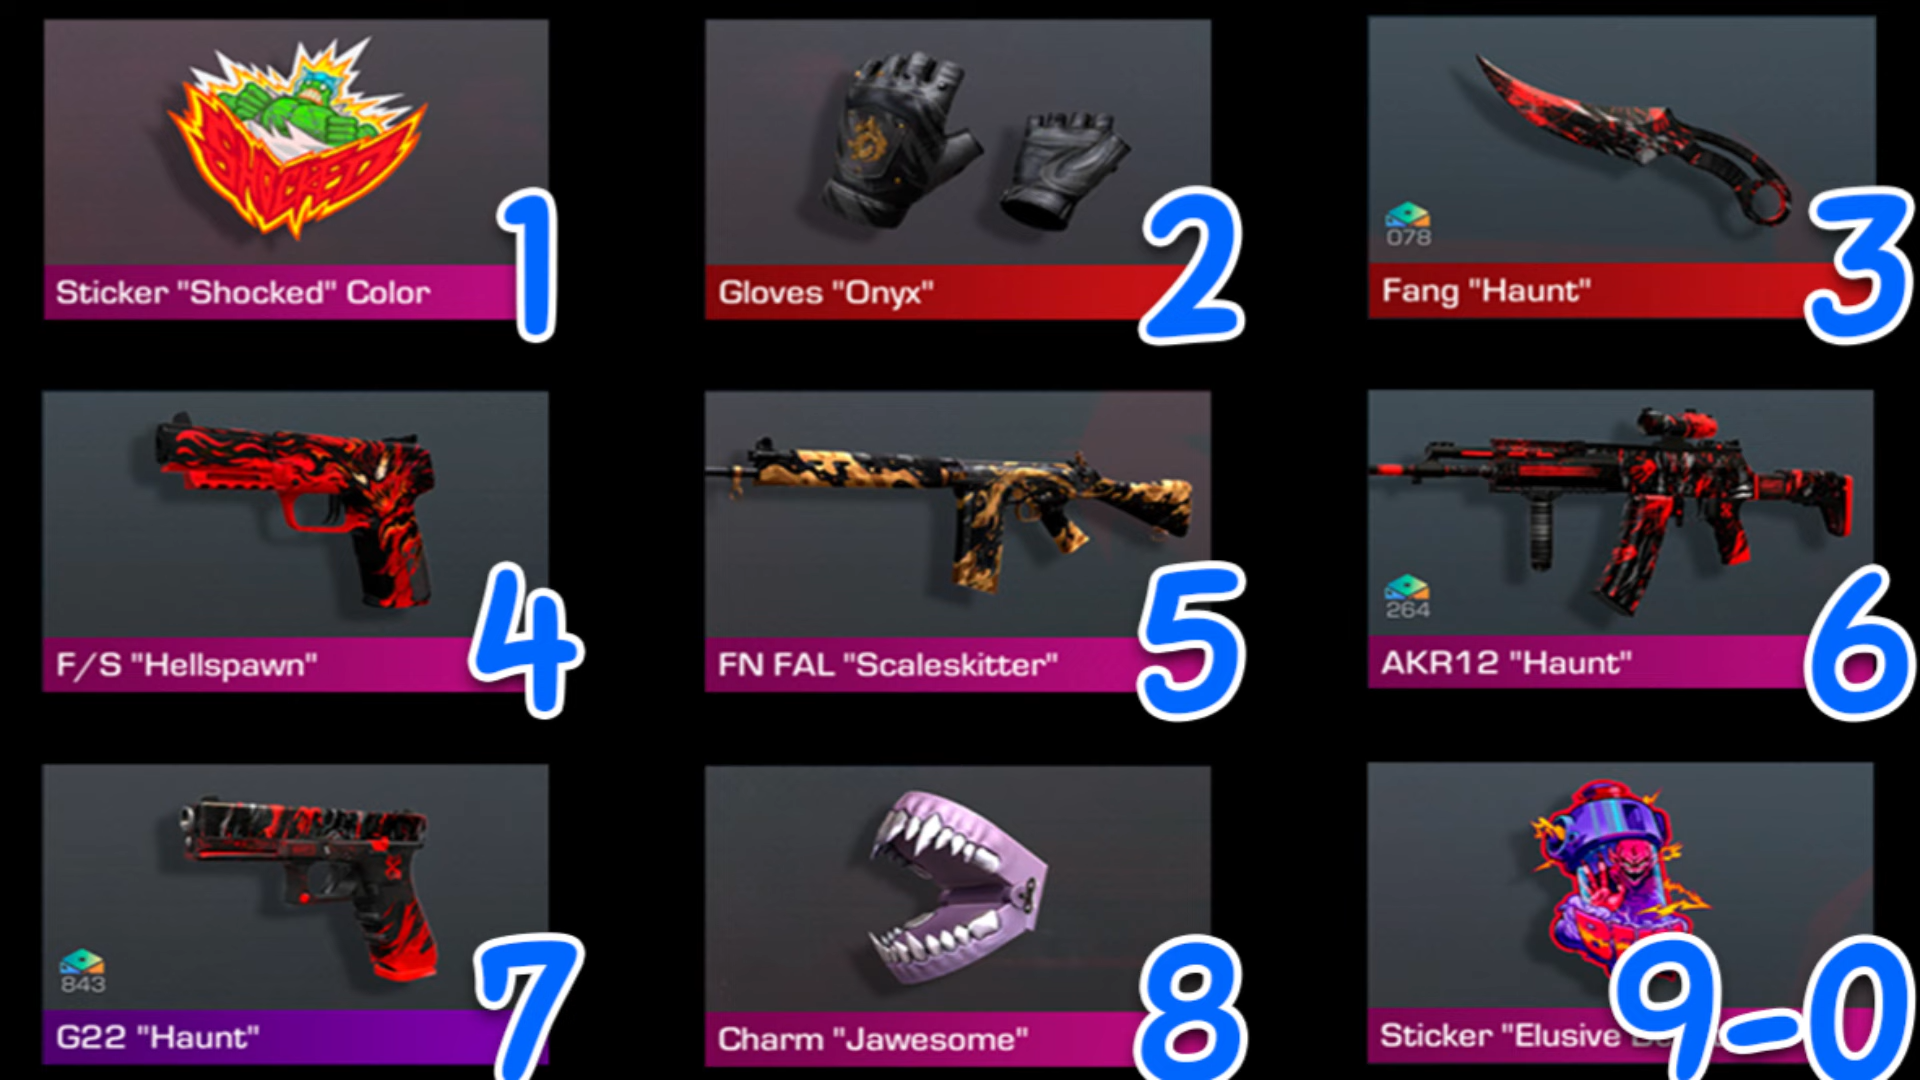 SHOCKED
Sticker "Shocked" Color
1
Gloves "Onyx"
2
078
Fang "Haunt"
3
F/S "Hellspawn"
4
FN FAL "Scaleskitter"
5
264
AKR12 "Haunt"
6
843
G22 "Haunt"
7
Charm "Jawesome"
8
Sticker "Elusive
9-0